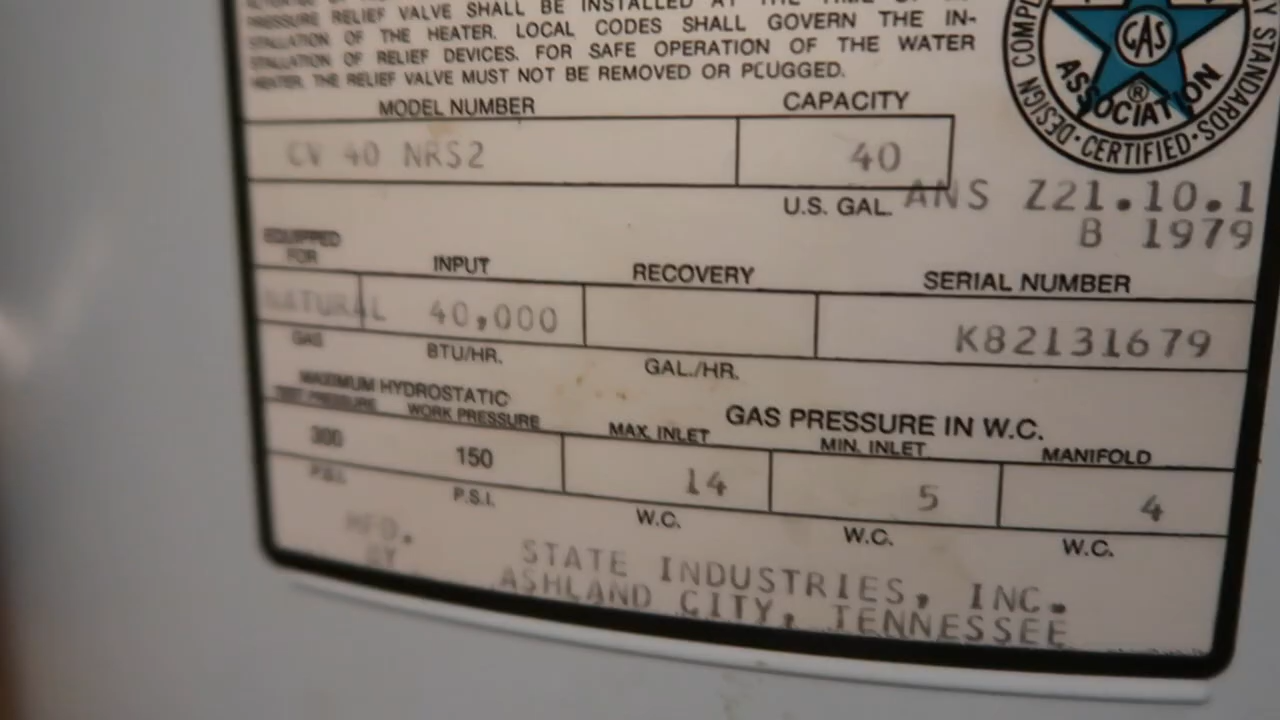 PRESSURE RELIEF VALVE SHALL BE INSTALLED AT THE TIME OF
STALLATION OF THE HEATER. LOCAL CODES SHALL GOVERN THE IN-
STALLATION OF RELIEF DEVICES. FOR SAFE OPERATION OF THE WATER
HEATER, THE RELIEF VALVE MUST NOT BE REMOVED OR PLUGGED.
GAS
ASSOCIATION
®
DESIGN CERTIFIED
STANDARDS
MODEL NUMBER CAPACITY
CV 40 NRS2 40
U.S. GAL. ANS Z21.10.1
B 1979
EQUIPPED
FOR INPUT RECOVERY SERIAL NUMBER
NATURAL 40,000 K82131679
GAS BTU/HR. GAL./HR.
MAXIMUM HYDROSTATIC GAS PRESSURE IN W.C.
TEST PRESSURE WORK PRESSURE MAX. INLET MIN. INLET MANIFOLD
300 150 14 5 4
P.S.I. P.S.I. W.C. W.C. W.C.
MFD.
BY STATE INDUSTRIES, INC.
ASHLAND CITY, TENNESSEE